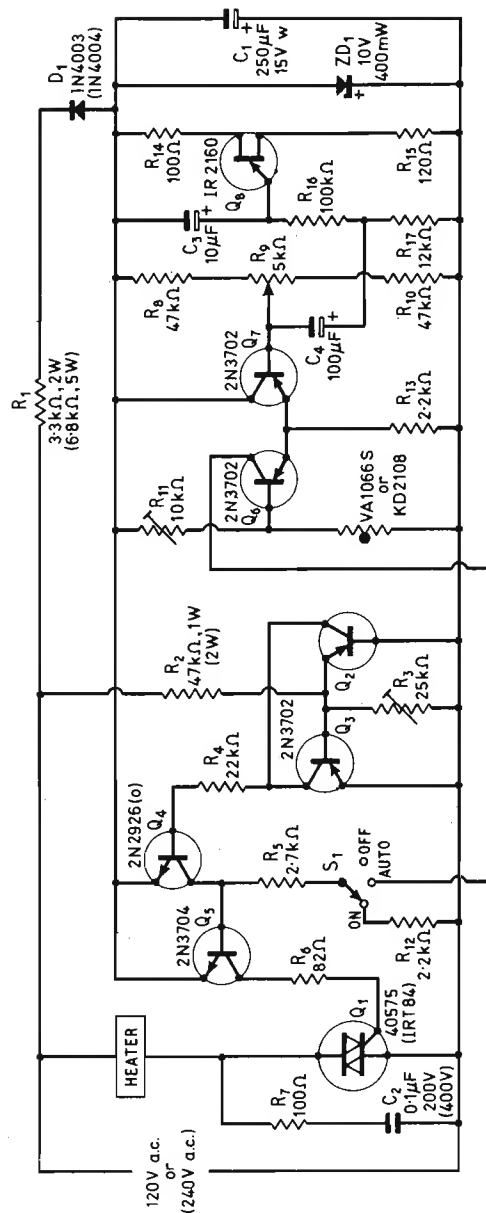 120V a.c.
or
(240V a.c.)
HEATER
R7
100Ω
C2
0·1µF
200V
(400V)
Q1
40575
(IRT84)
R6
82Ω
2N3704
Q5
2N2926(o)
Q4
R5
2·7kΩ
S1
ON
OFF
AUTO
R12
2·2kΩ
R4
22kΩ
2N3702
Q3
Q2
R2
47kΩ,1W
(2W)
R3
25kΩ
R1
3·3kΩ,2W
(6·8kΩ,5W)
R11
10kΩ
2N3702
Q6
VA1066S
or
KD2108
2N3702
Q7
R13
2·2kΩ
C4
100µF
+
R8
47kΩ
R9
5kΩ
R10
47kΩ
C3
10µF
+
Q8
IR 2160
R16
100kΩ
R17
12kΩ
R14
100Ω
R15
120Ω
D1
1N4003
(1N4004)
C1
250µF
15V w
+
ZD1
10V
400mW
+